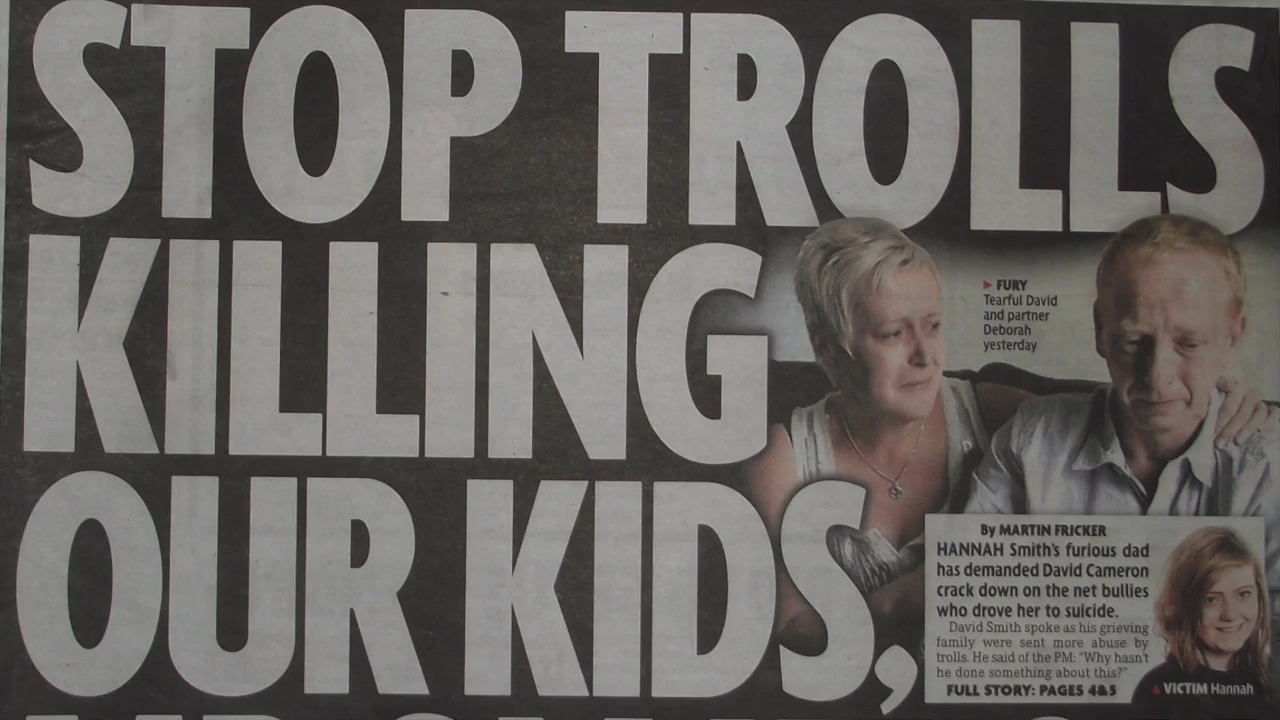 STOP TROLLS
KILLING
▶ FURY
Tearful David
and partner
Deborah
yesterday
OUR KIDS,
By MARTIN FRICKER
HANNAH Smith's furious dad
has demanded David Cameron
crack down on the net bullies
who drove her to suicide.
David Smith spoke as his grieving
family were sent more abuse by
trolls. He said of the PM: "Why hasn't
he done something about this?"
FULL STORY: PAGES 4&5
▲ VICTIM Hannah